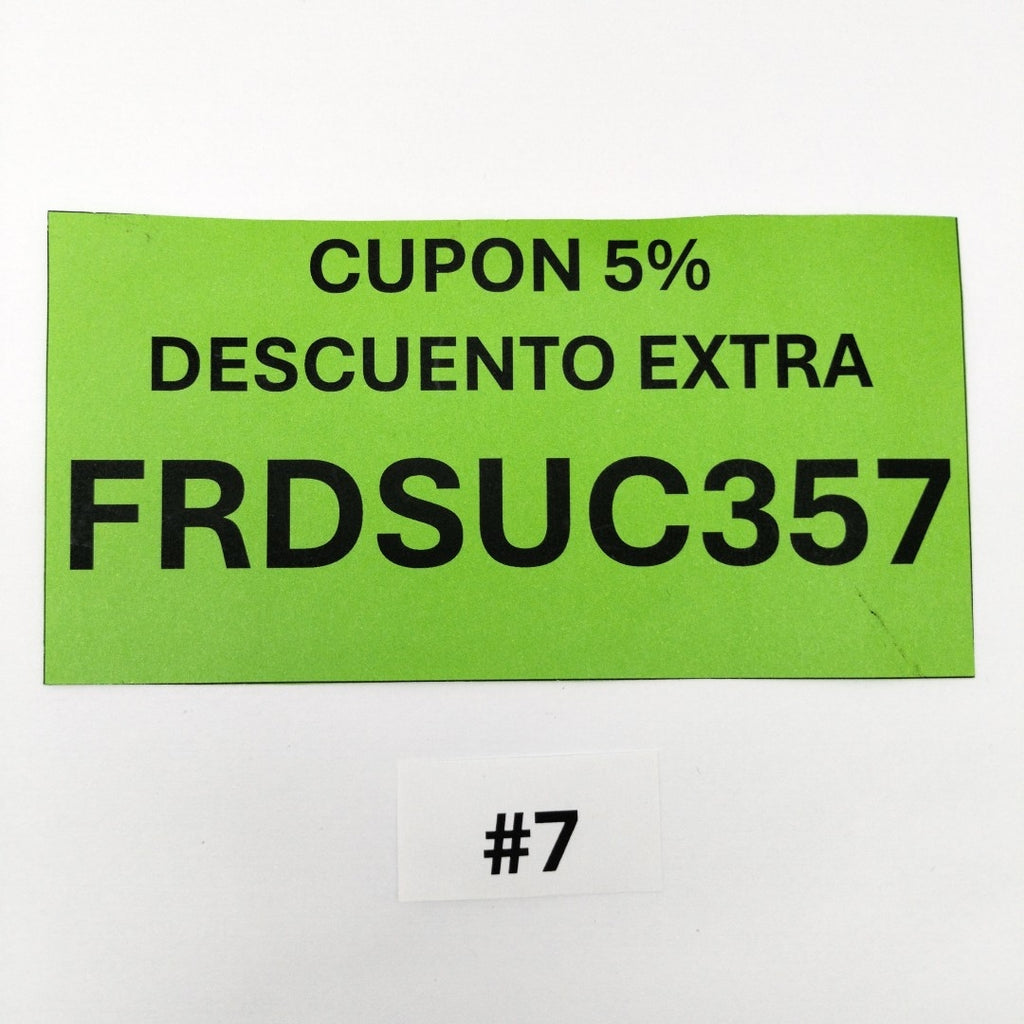 CUPON 5%
DESCUENTO EXTRA
FRDSUC357
#7